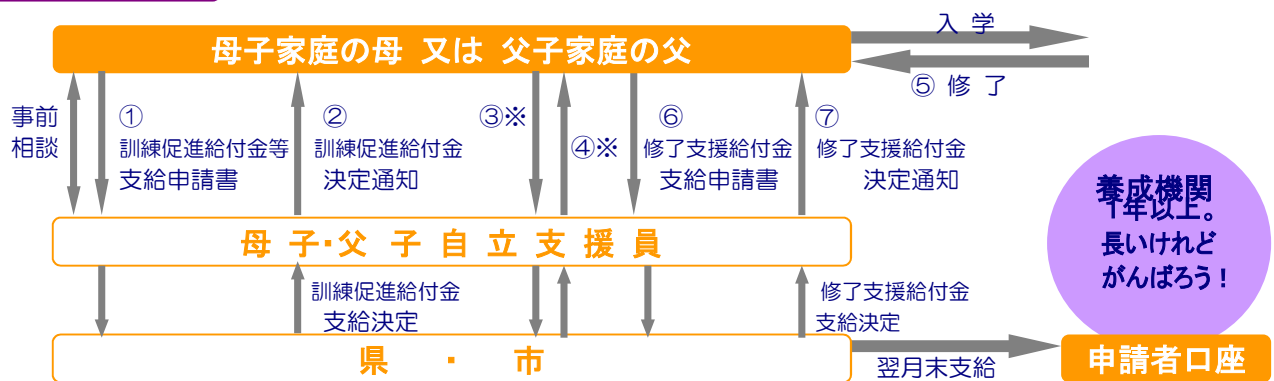 母子家庭の母 又は 父子家庭の父
入 学
⑤ 修 了
事前
相談
①
訓練促進給付金等
支給申請書
②
訓練促進給付金
決定通知
③※
④※
⑥
修了支援給付金
支給申請書
⑦
修了支援給付金
決定通知
養成機関
1年以上。
長いけれど
がんばろう！
母 子・父 子 自 立 支 援 員
訓練促進給付金
支給決定
修了支援給付金
支給決定
県 ・ 市
翌月末支給
申請者口座